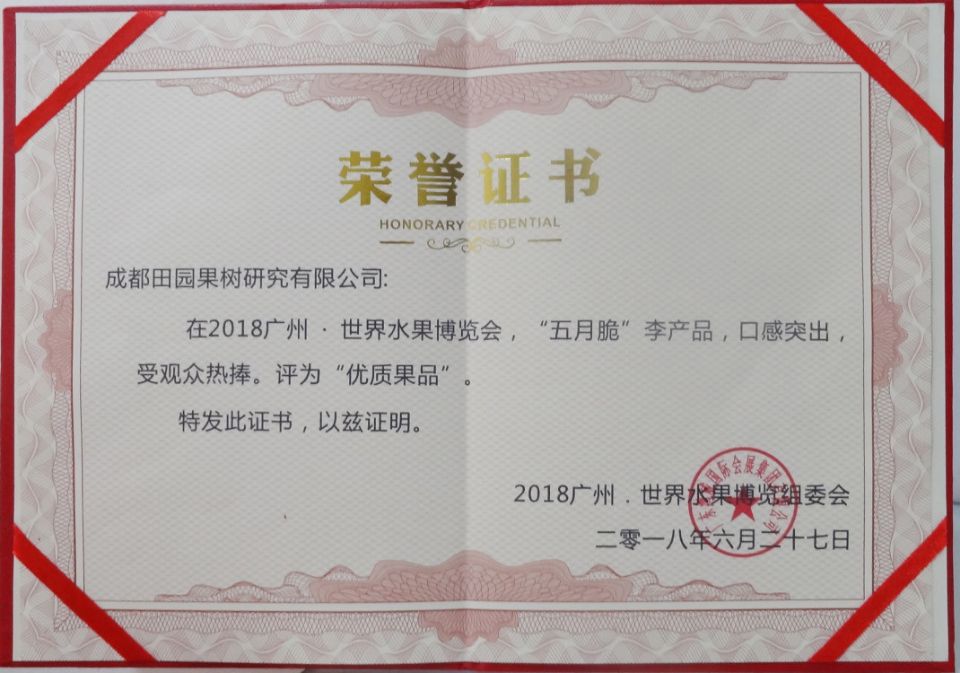 荣誉证书
HONORARY CREDENTIAL
成都田园果树研究有限公司:
在2018广州·世界水果博览会，“五月脆”李产品，口感突出，
受观众热捧。评为“优质果品”。
特发此证书，以兹证明。
2018广州．世界水果博览组委会
二零一八年六月二十七日